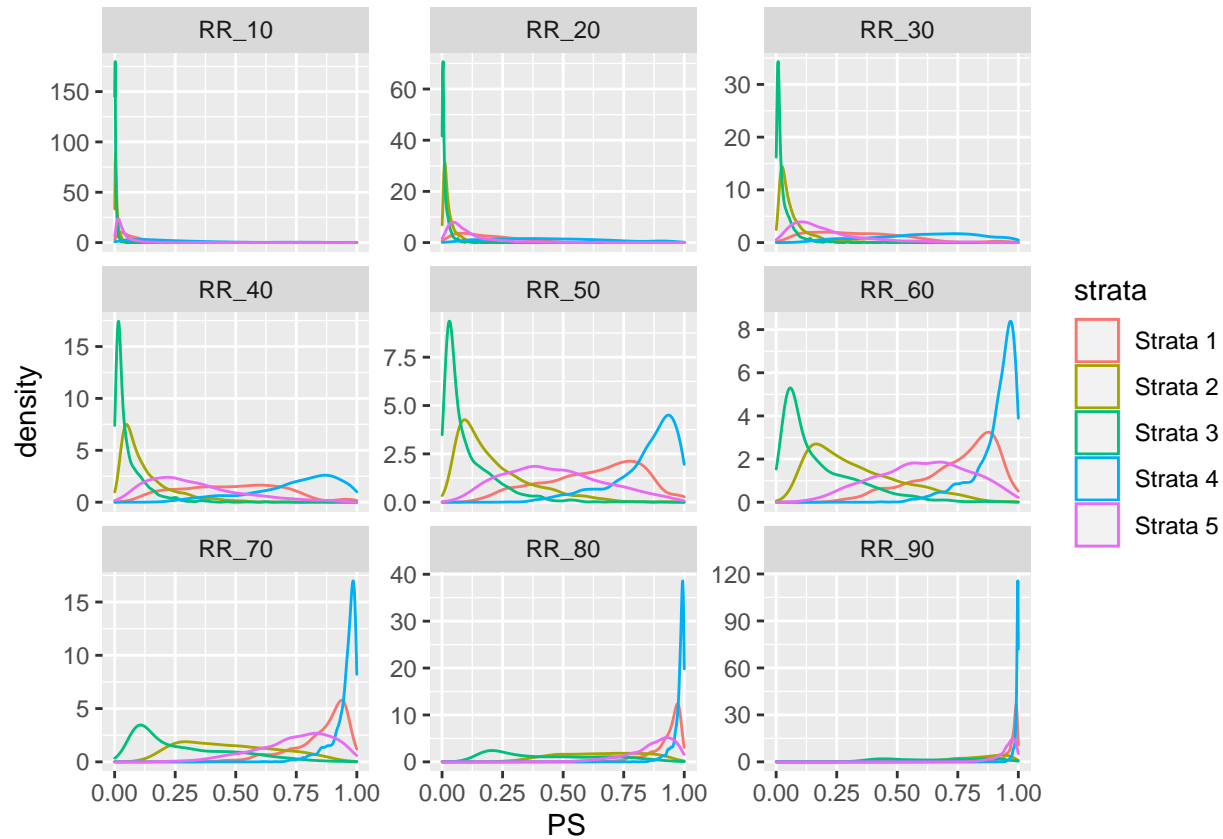 RR_10 RR_20 RR_30
150 100 50 0
60 40 20 0
30 20 10 0
RR_40 RR_50 RR_60
15 10 5 0
7.5 5.0 2.5 0.0
8 6 4 2 0
RR_70 RR_80 RR_90
15 10 5 0
40 30 20 10 0
120 90 60 30 0
0.00 0.25 0.50 0.75 1.00 0.00 0.25 0.50 0.75 1.00 0.00 0.25 0.50 0.75 1.00
PS
density
strata
Strata 1
Strata 2
Strata 3
Strata 4
Strata 5